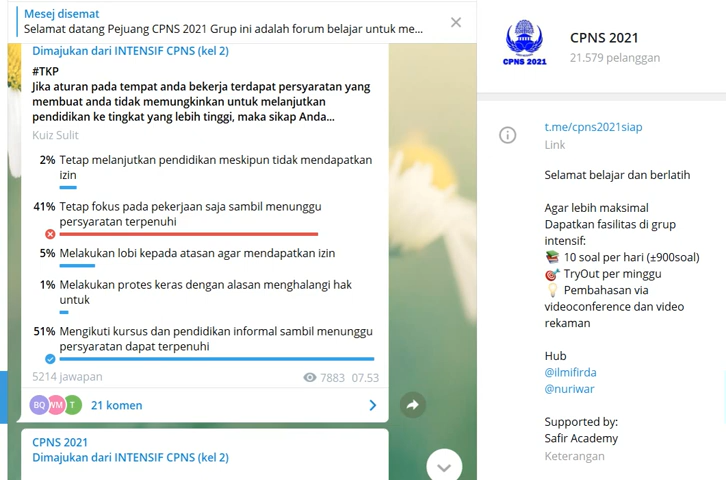 Mesej disemat
Selamat datang Pejuang CPNS 2021 Grup ini adalah forum belajar untuk me...
Dimajukan dari INTENSIF CPNS (kel 2)
#TKP
Jika aturan pada tempat anda bekerja terdapat persyaratan yang
membuat anda tidak memungkinkan untuk melanjutkan
pendidikan ke tingkat yang lebih tinggi, maka sikap Anda...
Kuiz Sulit
2% Tetap melanjutkan pendidikan meskipun tidak mendapatkan
izin
41% Tetap fokus pada pekerjaan saja sambil menunggu
persyaratan terpenuhi
5% Melakukan lobi kepada atasan agar mendapatkan izin
1% Melakukan protes keras dengan alasan menghalangi hak
untuk
51% Mengikuti kursus dan pendidikan informal sambil menunggu
persyaratan dapat terpenuhi
5214 jawapan
7883 07.53
BQ WM T 21 komen
CPNS 2021
Dimajukan dari INTENSIF CPNS (kel 2)
CPNS 2021
CPNS 2021
21.579 pelanggan
t.me/cpns2021siap
Link
Selamat belajar dan berlatih
Agar lebih maksimal
Dapatkan fasilitas di grup
intensif:
📚 10 soal per hari (±900soal)
🎯 TryOut per minggu
💡 Pembahasan via
videoconference dan video
rekaman
Hub
@ilmifirda
@nuriwar
Supported by:
Safir Academy
Keterangan